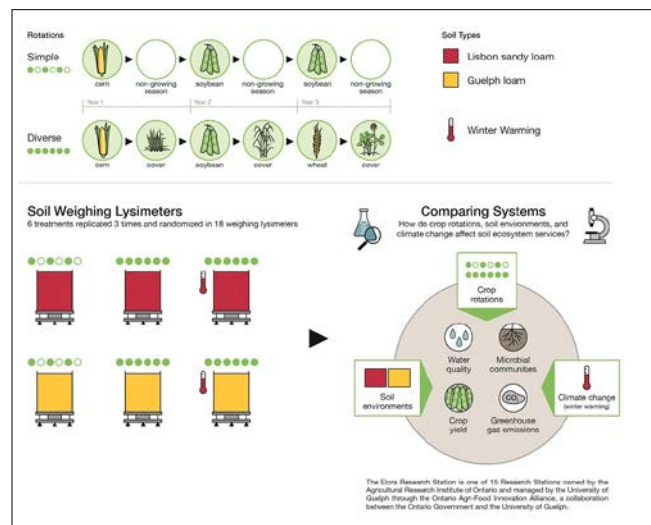 Rotations
Simple
corn
non-growing
season
soybean
non-growing
season
soybean
non-growing
season
Year 1
Year 2
Year 3
Diverse
corn
cover
soybean
cover
wheat
cover
Soil Types
Lisbon sandy loam
Guelph loam
Winter Warming
Soil Weighing Lysimeters
6 treatments replicated 3 times and randomized in 18 weighing lysimeters
Comparing Systems
How do crop rotations, soil environments, and
climate change affect soil ecosystem services?
Crop
rotations
Water
quality
Microbial
communities
Soil
environments
Climate change
(winter warming)
Crop
yield
CO₂
Greenhouse
gas emissions
The Elora Research Station is one of 15 Research Stations owned by the
Agricultural Research Institute of Ontario and managed by the University of
Guelph through the Ontario Agri-Food Innovation Alliance, a collaboration
between the Ontario Government and the University of Guelph.